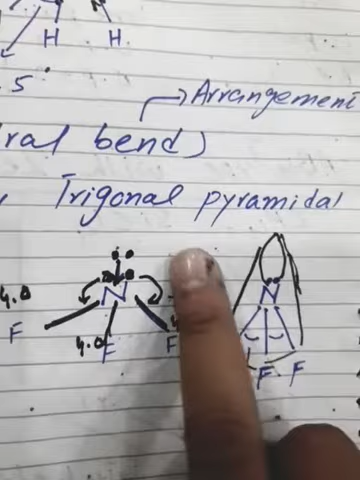 H H
.5
Arrangement
ral bend)
Trigonal pyramidal
4.0 N N
F 4.0 F F F F